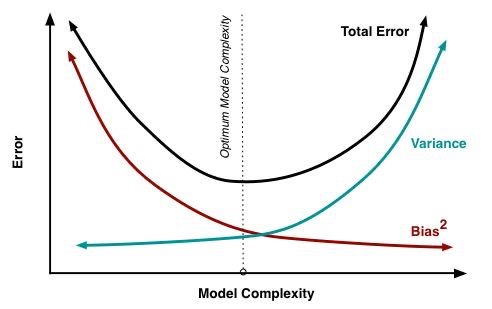 Total Error
Optimum Model Complexity
Variance
Error
Bias²
Model Complexity